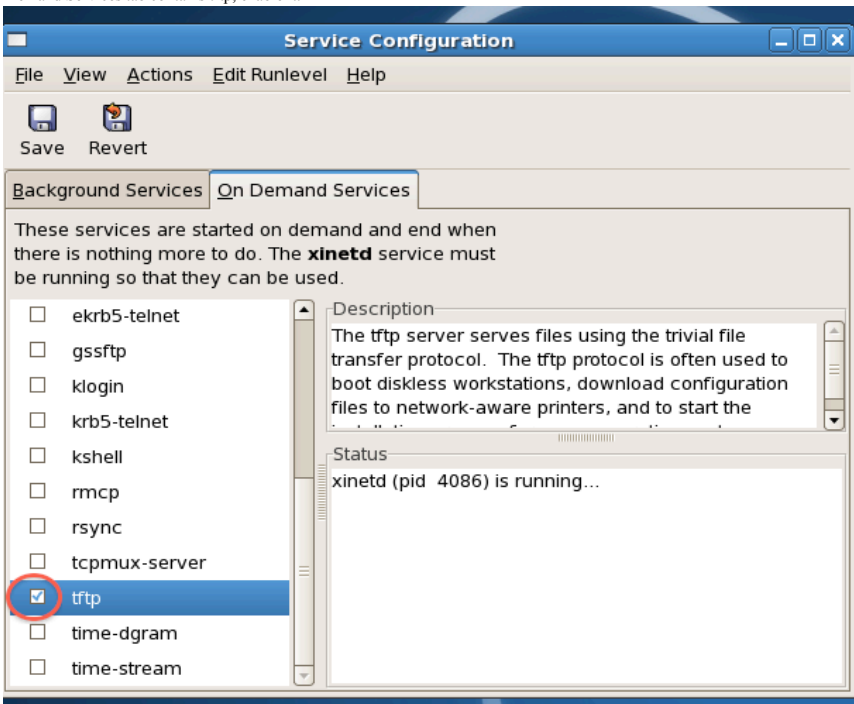 Service Configuration
File View Actions Edit Runlevel Help
Save Revert
Background Services On Demand Services
These services are started on demand and end when
there is nothing more to do. The xinetd service must
be running so that they can be used.
ekrb5-telnet
gssftp
klogin
krb5-telnet
kshell
rmcp
rsync
tcpmux-server
tftp
time-dgram
time-stream
Description
The tftp server serves files using the trivial file
transfer protocol. The tftp protocol is often used to
boot diskless workstations, download configuration
files to network-aware printers, and to start the
Status
xinetd (pid 4086) is running...